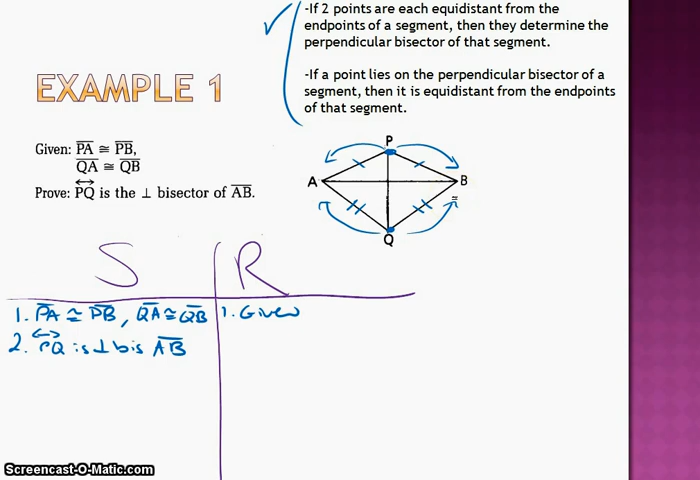 -If 2 points are each equidistant from the
endpoints of a segment, then they determine the
perpendicular bisector of that segment.
-If a point lies on the perpendicular bisector of a
segment, then it is equidistant from the endpoints
of that segment.
EXAMPLE 1
Given: PA ≅ PB,
QA ≅ QB
Prove: PQ is the ⊥ bisector of AB.
P
A
B
Q
S R
1. PA ≅ PB, QA ≅ QB 1. Given
2. PQ is ⊥ bis AB
Screencast-O-Matic.com